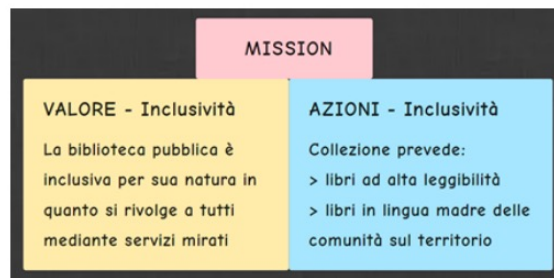 MISSION
VALORE - Inclusività
La biblioteca pubblica è
inclusiva per sua natura in
quanto si rivolge a tutti
mediante servizi mirati
AZIONI - Inclusività
Collezione prevede:
> libri ad alta leggibilità
> libri in lingua madre delle
comunità sul territorio